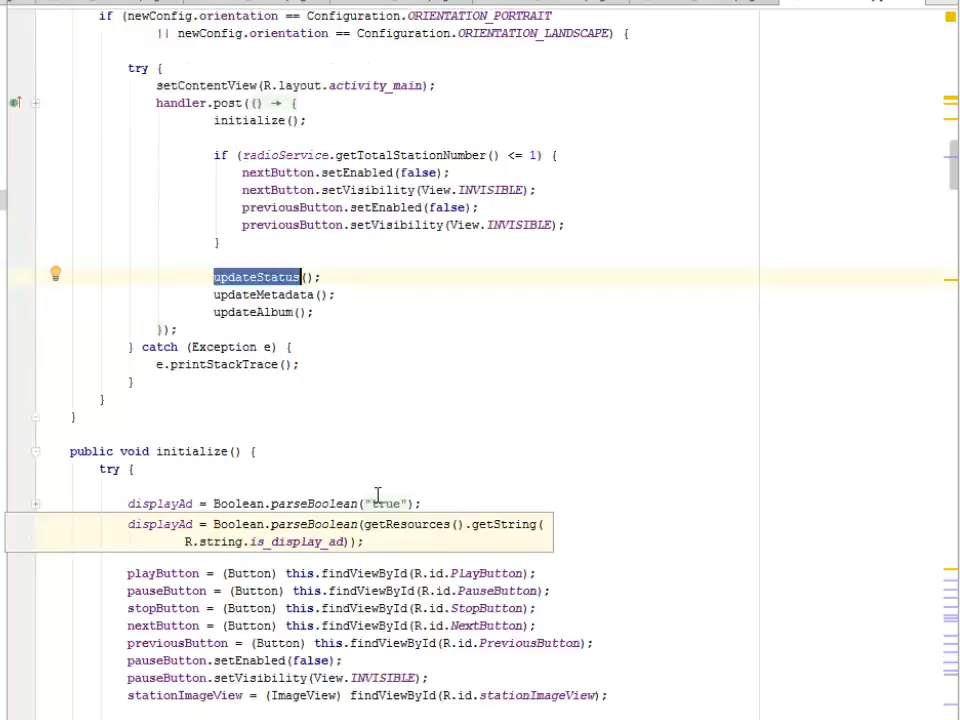 if (newConfig.orientation == Configuration.ORIENTATION_PORTRAIT
|| newConfig.orientation == Configuration.ORIENTATION_LANDSCAPE) {
try {
setContentView(R.layout.activity_main);
handler.post(() → {
initialize();
if (radioService.getTotalStationNumber() <= 1) {
nextButton.setEnabled(false);
nextButton.setVisibility(View.INVISIBLE);
previousButton.setEnabled(false);
previousButton.setVisibility(View.INVISIBLE);
}
updateStatus();
updateMetadata();
updateAlbum();
});
} catch (Exception e) {
e.printStackTrace();
}
}
}
public void initialize() {
try {
displayAd = Boolean.parseBoolean("true");
displayAd = Boolean.parseBoolean(getResources().getString(
R.string.is_display_ad));
playButton = (Button) this.findViewById(R.id.PlayButton);
pauseButton = (Button) this.findViewById(R.id.PauseButton);
stopButton = (Button) this.findViewById(R.id.StopButton);
nextButton = (Button) this.findViewById(R.id.NextButton);
previousButton = (Button) this.findViewById(R.id.PreviousButton);
pauseButton.setEnabled(false);
pauseButton.setVisibility(View.INVISIBLE);
stationImageView = (ImageView) findViewById(R.id.stationImageView);